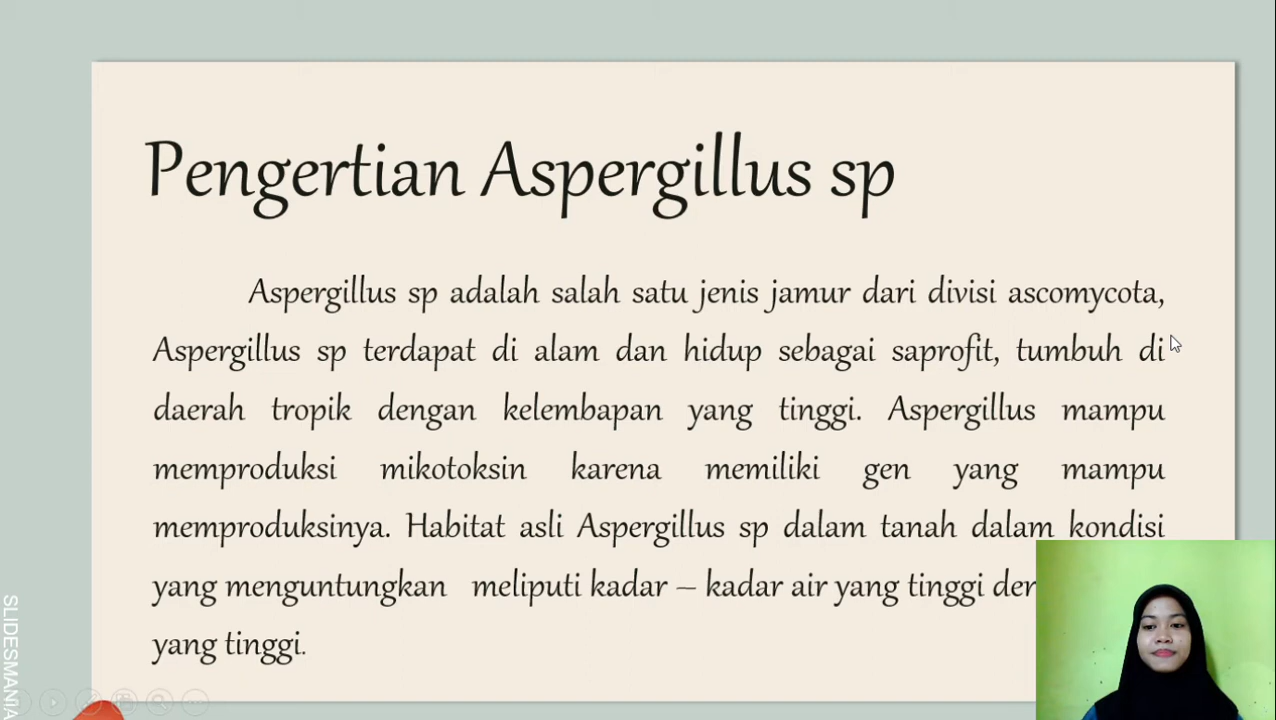 Pengertian Aspergillus sp
Aspergillus sp adalah salah satu jenis jamur dari divisi ascomycota,
Aspergillus sp terdapat di alam dan hidup sebagai saprofit, tumbuh di
daerah tropik dengan kelembapan yang tinggi. Aspergillus mampu
memproduksi mikotoksin karena memiliki gen yang mampu
memproduksinya. Habitat asli Aspergillus sp dalam tanah dalam kondisi
yang menguntungkan meliputi kadar – kadar air yang tinggi
yang tinggi.
SLIDESMANIA